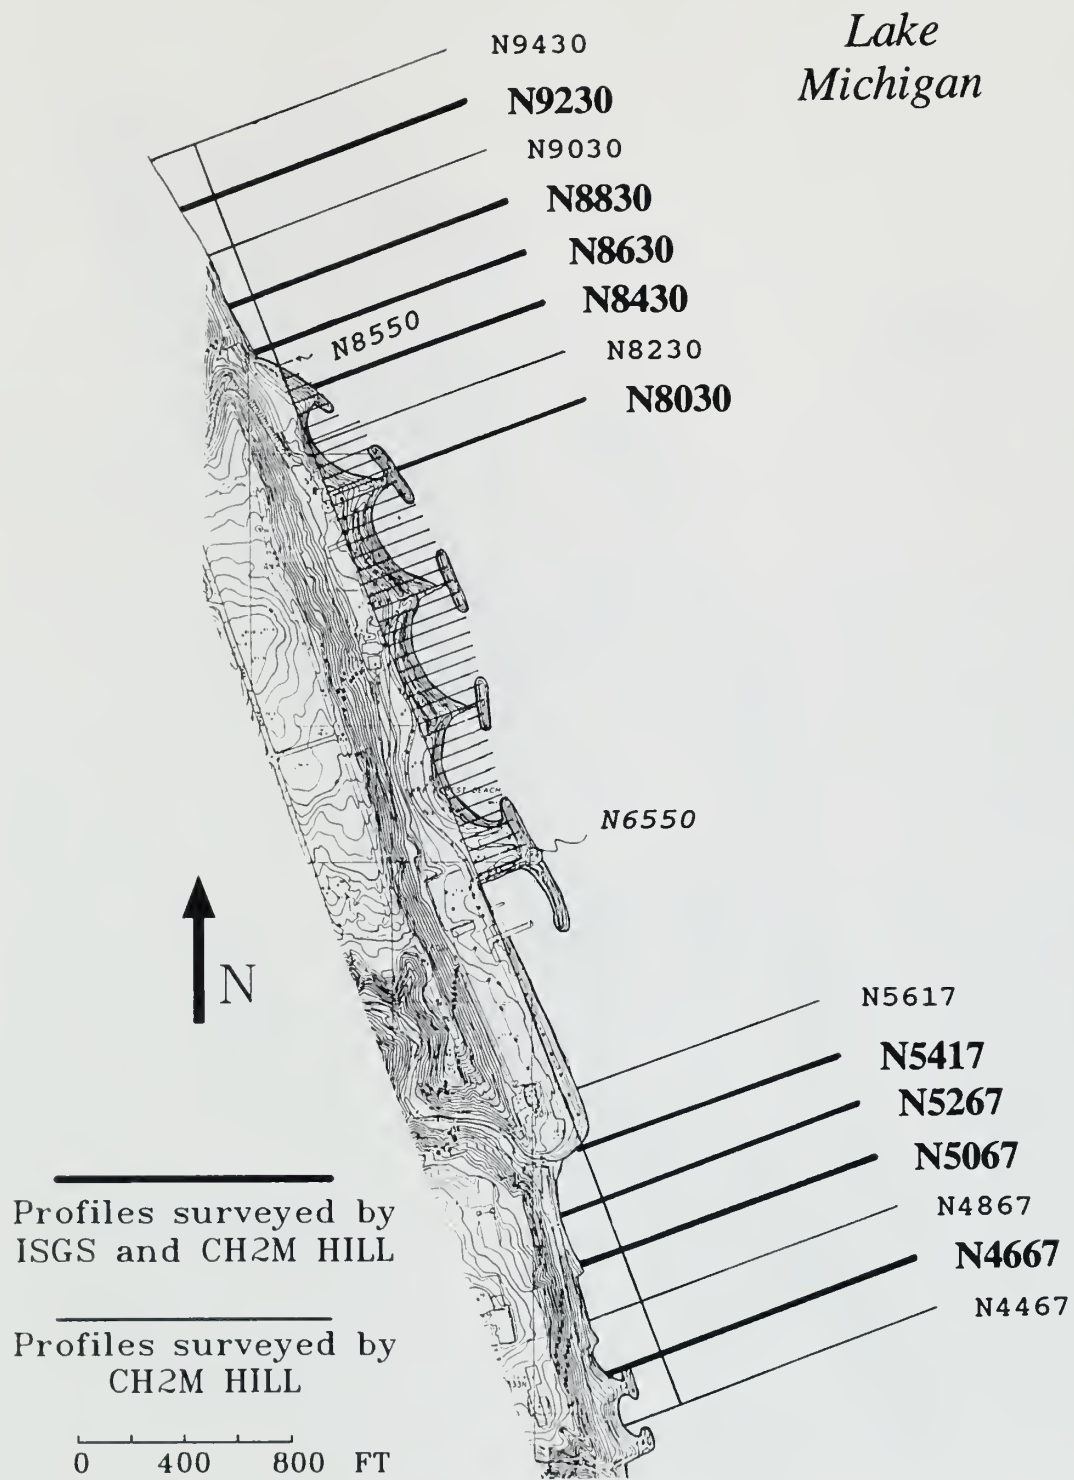 Lake
Michigan
N9430
N9230
N9030
N8830
N8630
N8430
N8550
N8230
N8030
N6550
N
N5617
N5417
N5267
N5067
N4867
N4667
N4467
Profiles surveyed by
ISGS and CH2M HILL
Profiles surveyed by
CH2M HILL
0 400 800 FT